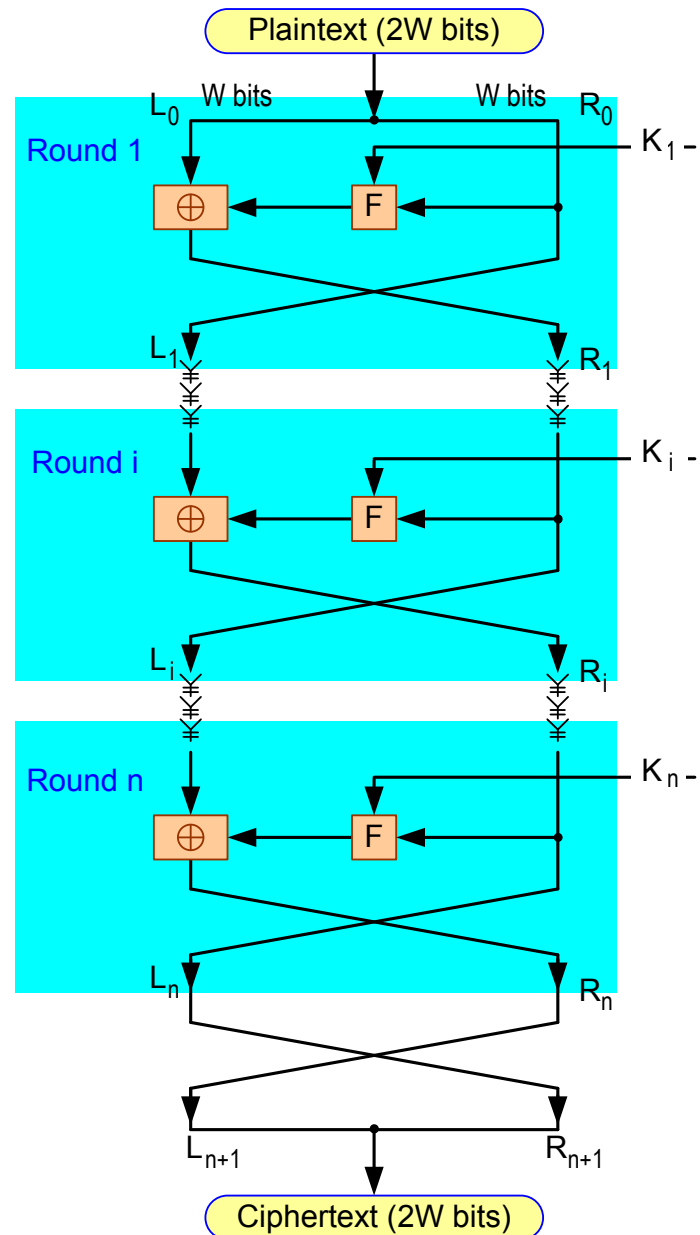 Plaintext (2W bits)
L₀ W bits W bits R₀
Round 1 K₁
⊕ F
L₁ R₁
Round i Kᵢ
⊕ F
Lᵢ Rᵢ
Round n Kₙ
⊕ F
Lₙ Rₙ
Lₙ₊₁ Rₙ₊₁
Ciphertext (2W bits)